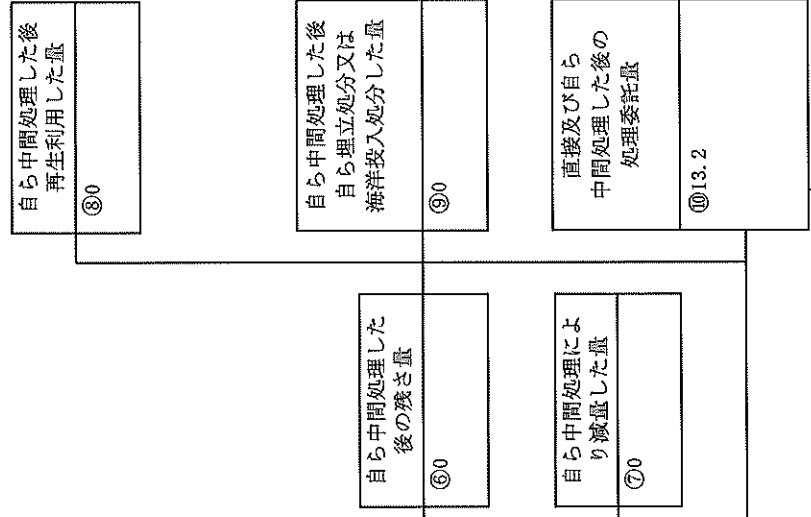 自ら中間処理した後
再生利用した量
⑧0
自ら中間処理した後
自ら埋立処分又は
海洋投入処分した量
⑨0
直接及び自ら
中間処理した後の
処理委託量
⑩13.2
自ら中間処理した
後の残さ量
⑥0
自ら中間処理によ
り減量した量
⑦0